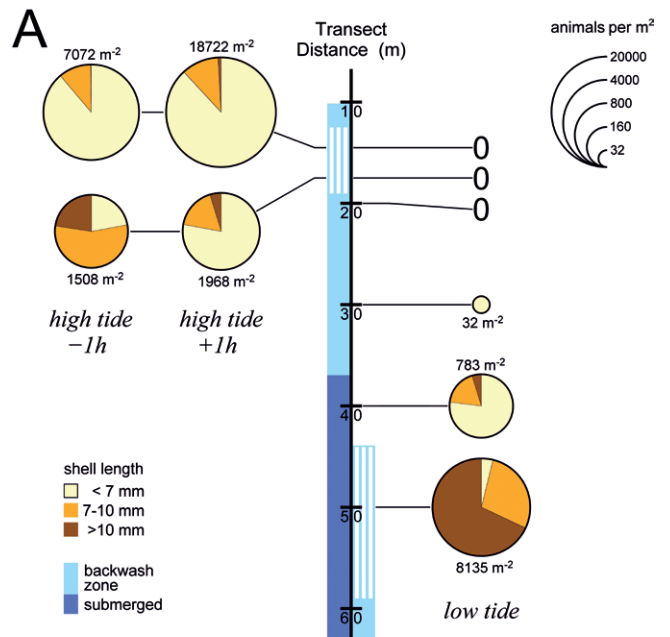 A
7072 m⁻²
18722 m⁻²
Transect
Distance (m)
animals per m²
20000
4000
800
160
32
10
0
0
20
0
1508 m⁻²
1968 m⁻²
high tide
−1h
high tide
+1h
30
32 m⁻²
783 m⁻²
40
shell length
< 7 mm
7-10 mm
>10 mm
50
8135 m⁻²
backwash
zone
submerged
60
low tide